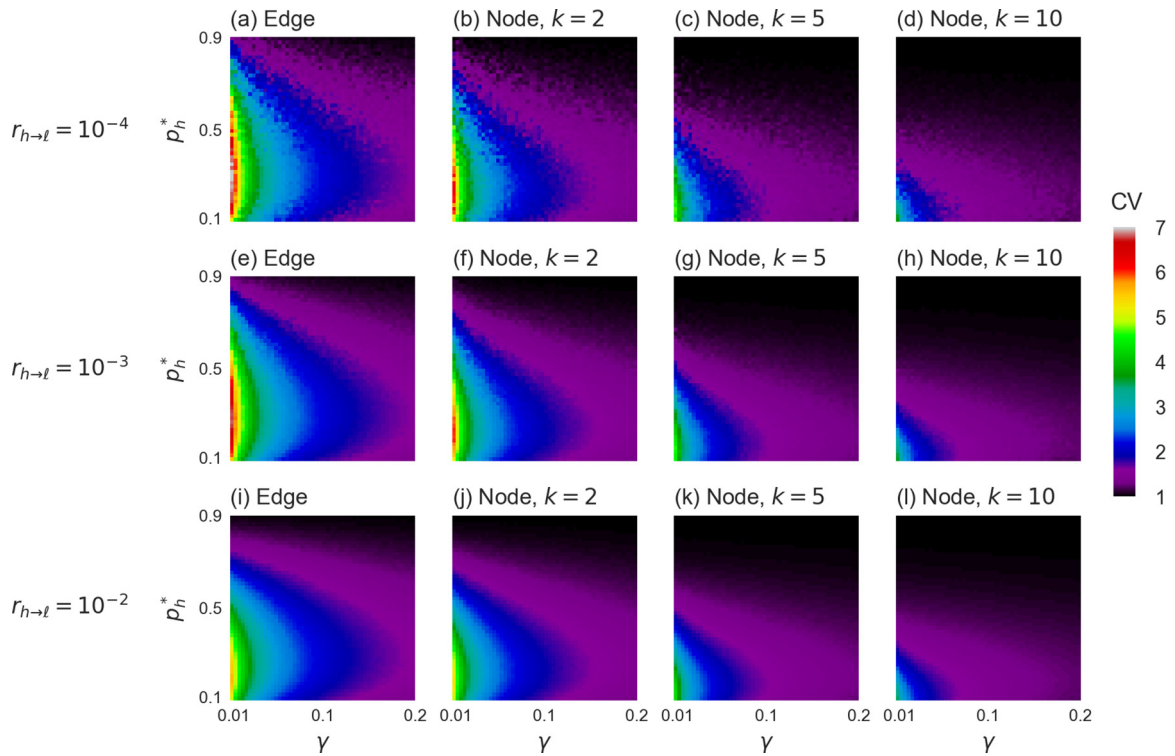 (a) Edge (b) Node, k = 2 (c) Node, k = 5 (d) Node, k = 10
0.9
r_{h→ℓ} = 10^{−4} p_h^* 0.5
0.1
CV
(e) Edge (f) Node, k = 2 (g) Node, k = 5 (h) Node, k = 10
0.9
r_{h→ℓ} = 10^{−3} p_h^* 0.5
0.1
7
6
5
4
3
2
1
(i) Edge (j) Node, k = 2 (k) Node, k = 5 (l) Node, k = 10
0.9
r_{h→ℓ} = 10^{−2} p_h^* 0.5
0.1
0.01 0.1 0.2 0.01 0.1 0.2 0.01 0.1 0.2 0.01 0.1 0.2
γ γ γ γ